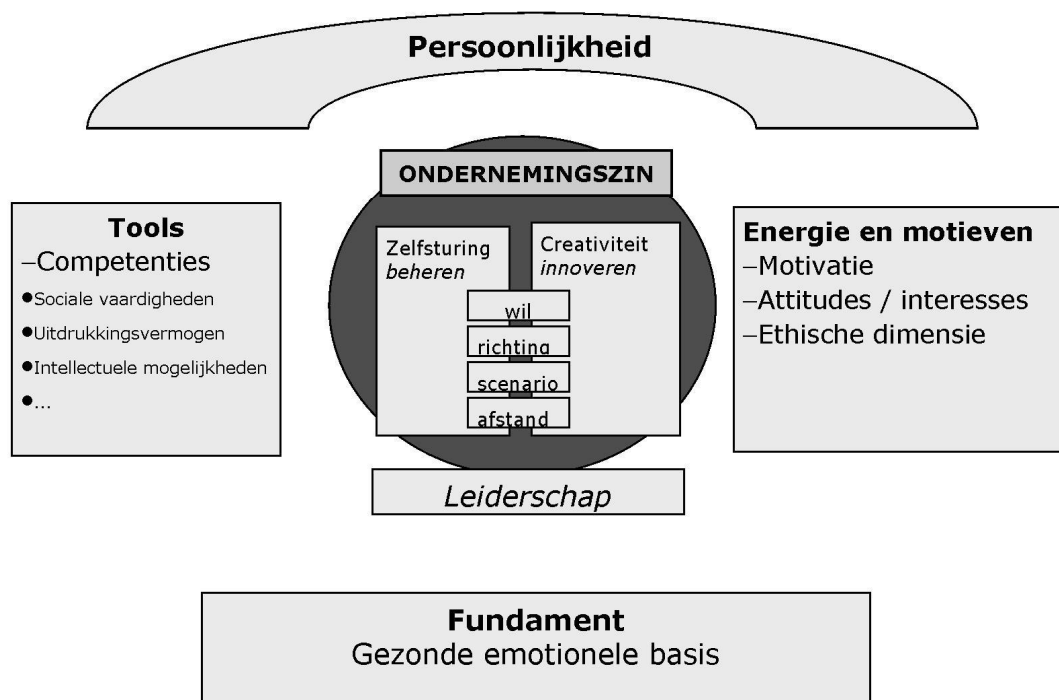 Persoonlijkheid
ONDERNEMINGSZIN
Tools
–Competenties
●Sociale vaardigheden
●Uitdrukkingsvermogen
●Intellectuele mogelijkheden
●...
Zelfsturing
beheren
Creativiteit
innoveren
wil
richting
scenario
afstand
Leiderschap
Energie en motieven
–Motivatie
–Attitudes / interesses
–Ethische dimensie
Fundament
Gezonde emotionele basis